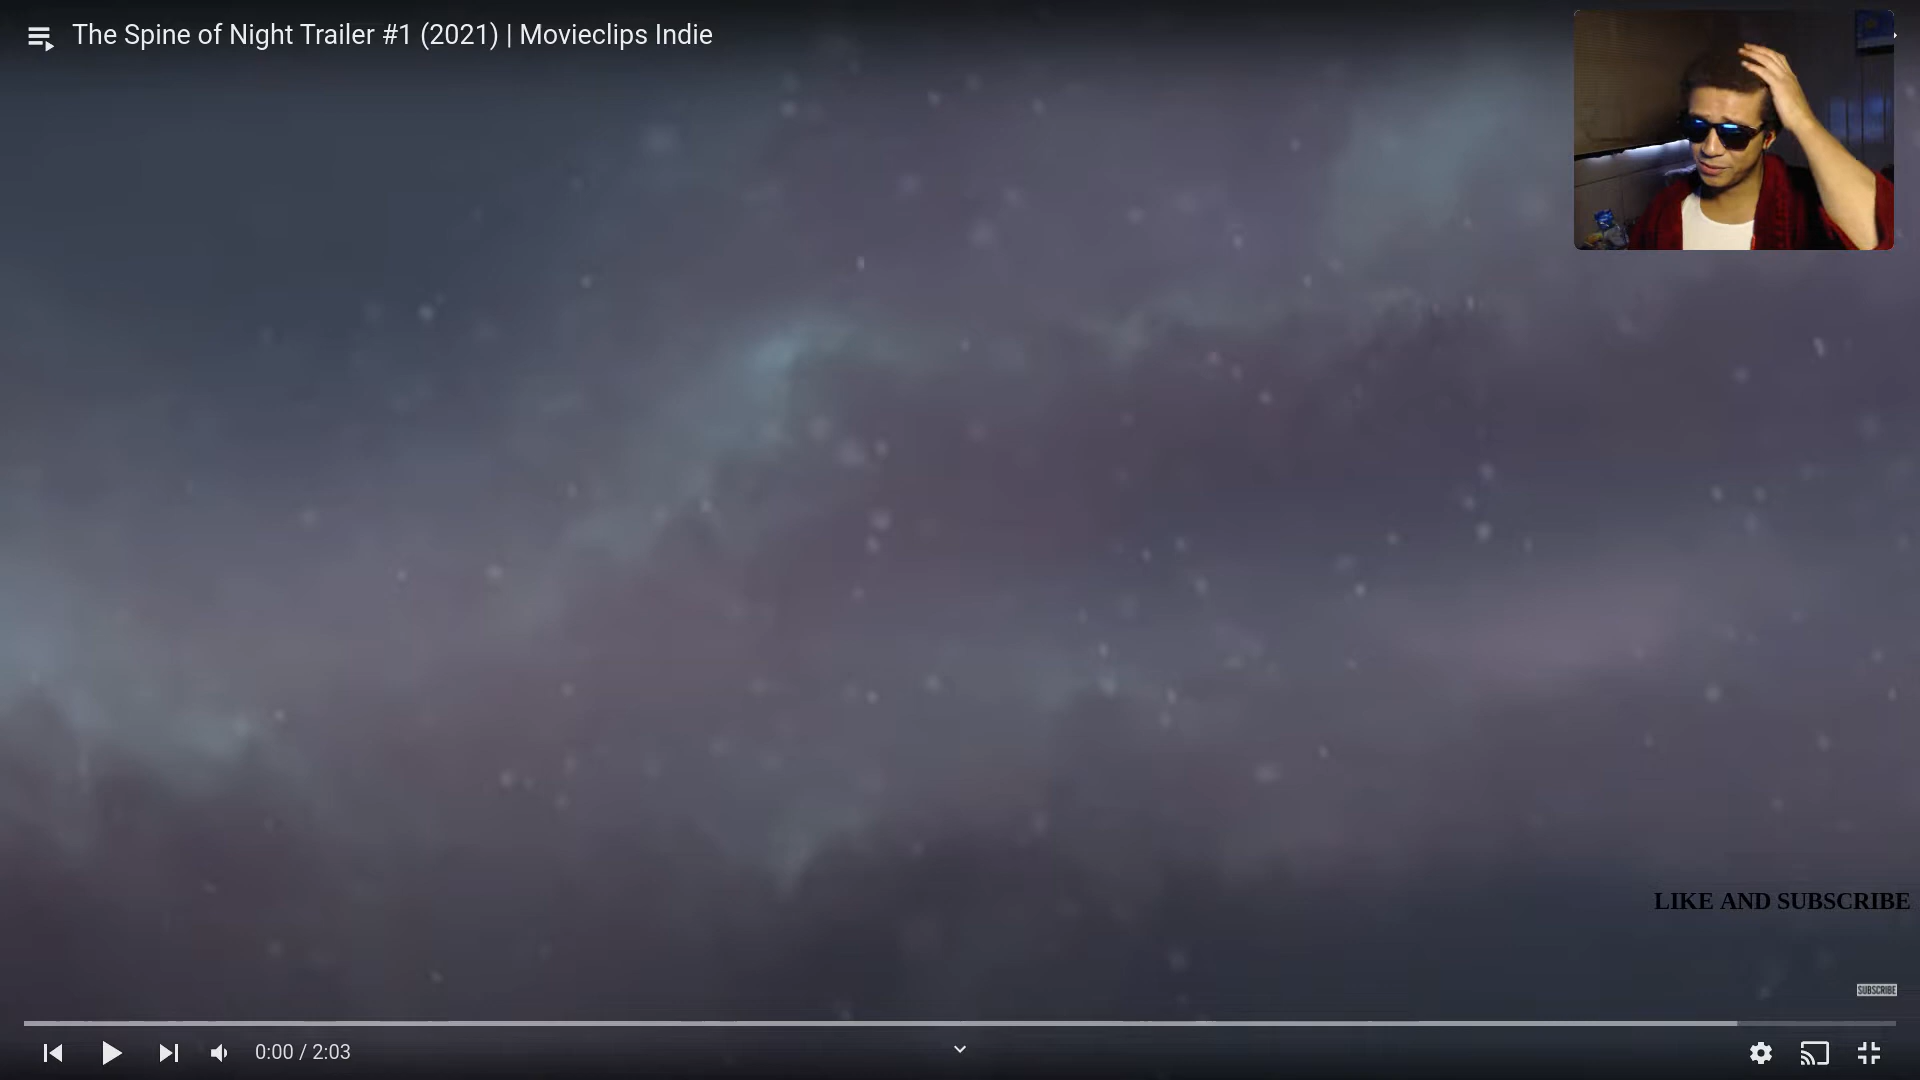 The Spine of Night Trailer #1 (2021) | Movieclips Indie
LIKE AND SUBSCRIBE
SUBSCRIBE
0:00 / 2:03